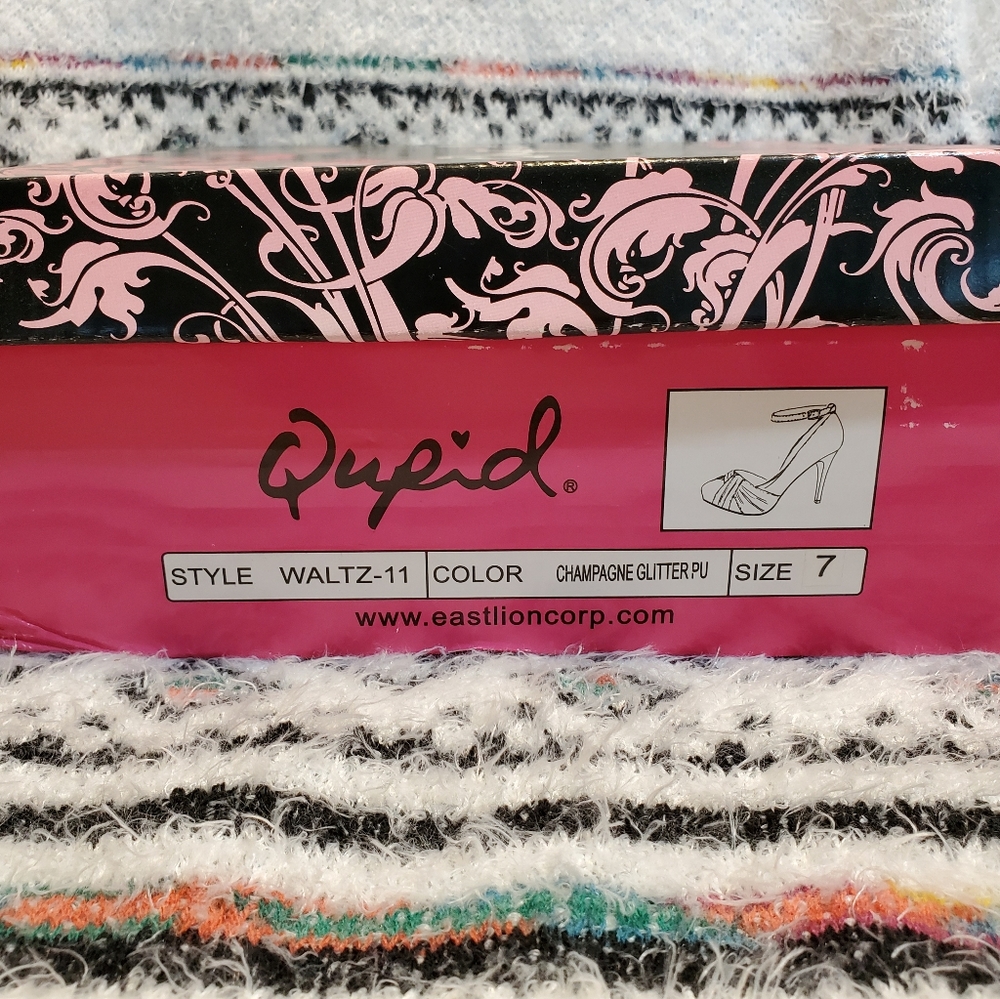 Qupid®
STYLE WALTZ-11 COLOR CHAMPAGNE GLITTER PU SIZE 7
www.eastlioncorp.com